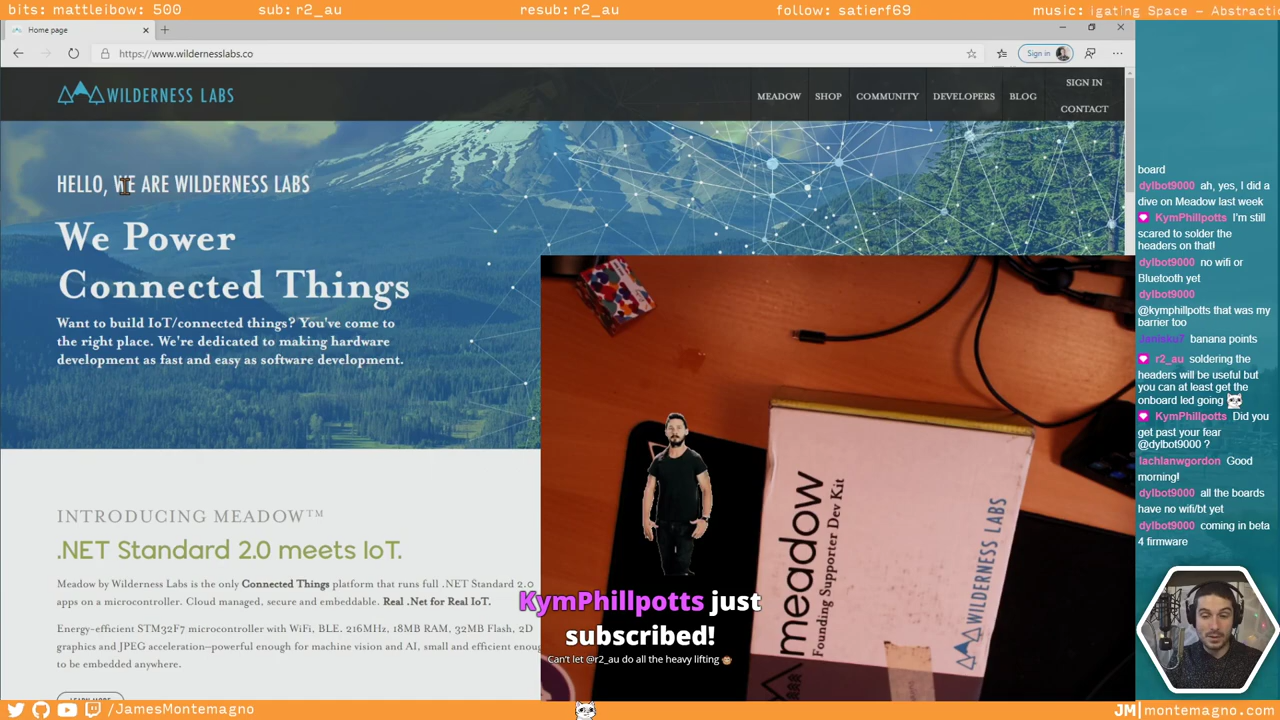 bits: mattleibow: 500
sub: r2_au
resub: r2_au
follow: satierf69
music: igating Space – Abstractic
Home page
https://www.wildernesslabs.co
Sign in
WILDERNESS LABS
MEADOW
SHOP
COMMUNITY
DEVELOPERS
BLOG
SIGN IN
CONTACT
HELLO, WE ARE WILDERNESS LABS
We Power
Connected Things
Want to build IoT/connected things? You've come to
the right place. We're dedicated to making hardware
development as fast and easy as software development.
INTRODUCING MEADOW™
.NET Standard 2.0 meets IoT.
Meadow by Wilderness Labs is the only Connected Things platform that runs full .NET Standard 2.0
apps on a microcontroller. Cloud managed, secure and embeddable. Real .Net for Real IoT.
Energy-efficient STM32F7 microcontroller with WiFi, BLE. 216MHz, 18MB RAM, 32MB Flash, 2D
graphics and JPEG acceleration—powerful enough for machine vision and AI, small and efficient enoug
to be embedded anywhere.
meadow
Founding Supporter Dev Kit
WILDERNESS LABS
KymPhillpotts just
subscribed!
Can't let @r2_au do all the heavy lifting
board
dylbot9000 ah, yes, I did a
dive on Meadow last week
KymPhillpotts I'm still
scared to solder the
headers on that!
dylbot9000 no wifi or
Bluetooth yet
dylbot9000
@kymphillpotts that was my
barrier too
Janisku7 banana points
r2_au soldering the
headers will be useful but
you can at least get the
onboard led going
KymPhillpotts Did you
get past your fear
@dylbot9000 ?
lachlanwgordon Good
morning!
dylbot9000 all the boards
have no wifi/bt yet
dylbot9000 coming in beta
4 firmware
/JamesMontemagno
JM montemagno.com